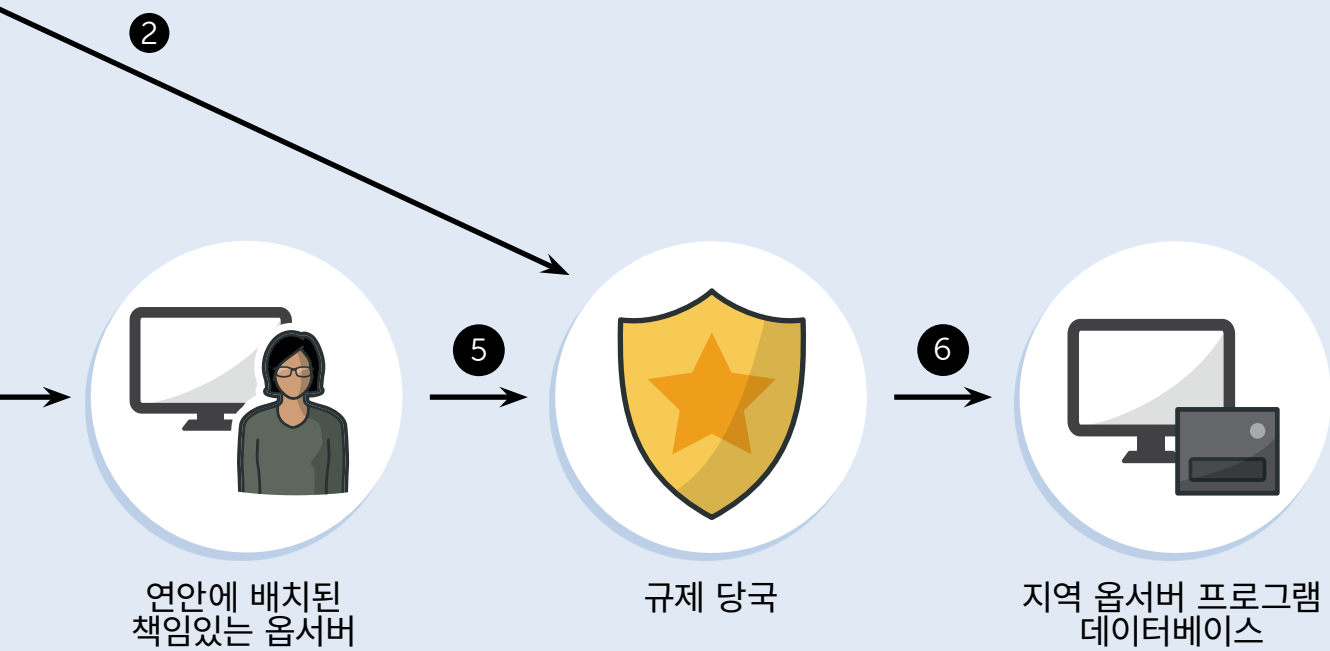 2
5
6
연안에 배치된
책임있는 옵서버
규제 당국
지역 옵서버 프로그램
데이터베이스